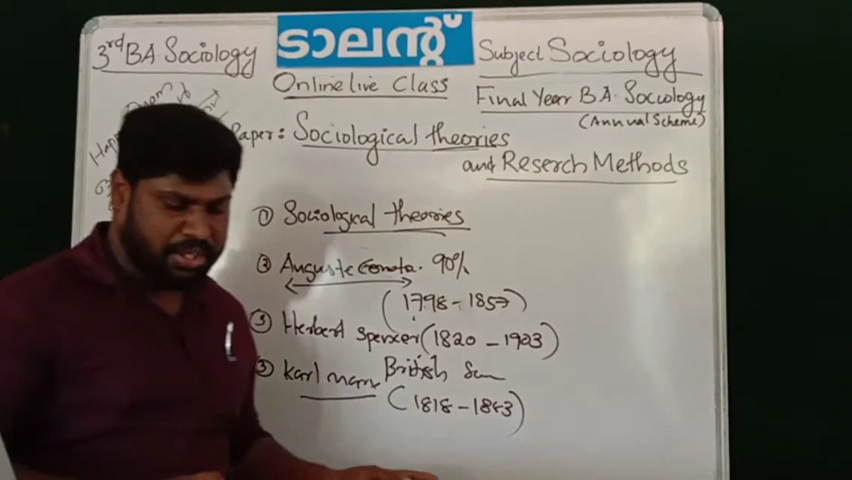 3rd BA Sociology
ടാലന്റ്
Subject Sociology
Online live Class
Final Year B.A. Sociology
(Annual Scheme)
Paper: Sociological theories
and Reserch Methods
① Sociological theories
② Auguste Comate. 90%
(1798-1857)
③ Herbert Spencer (1820-1903)
③ Karl marx British
(1818-1883)